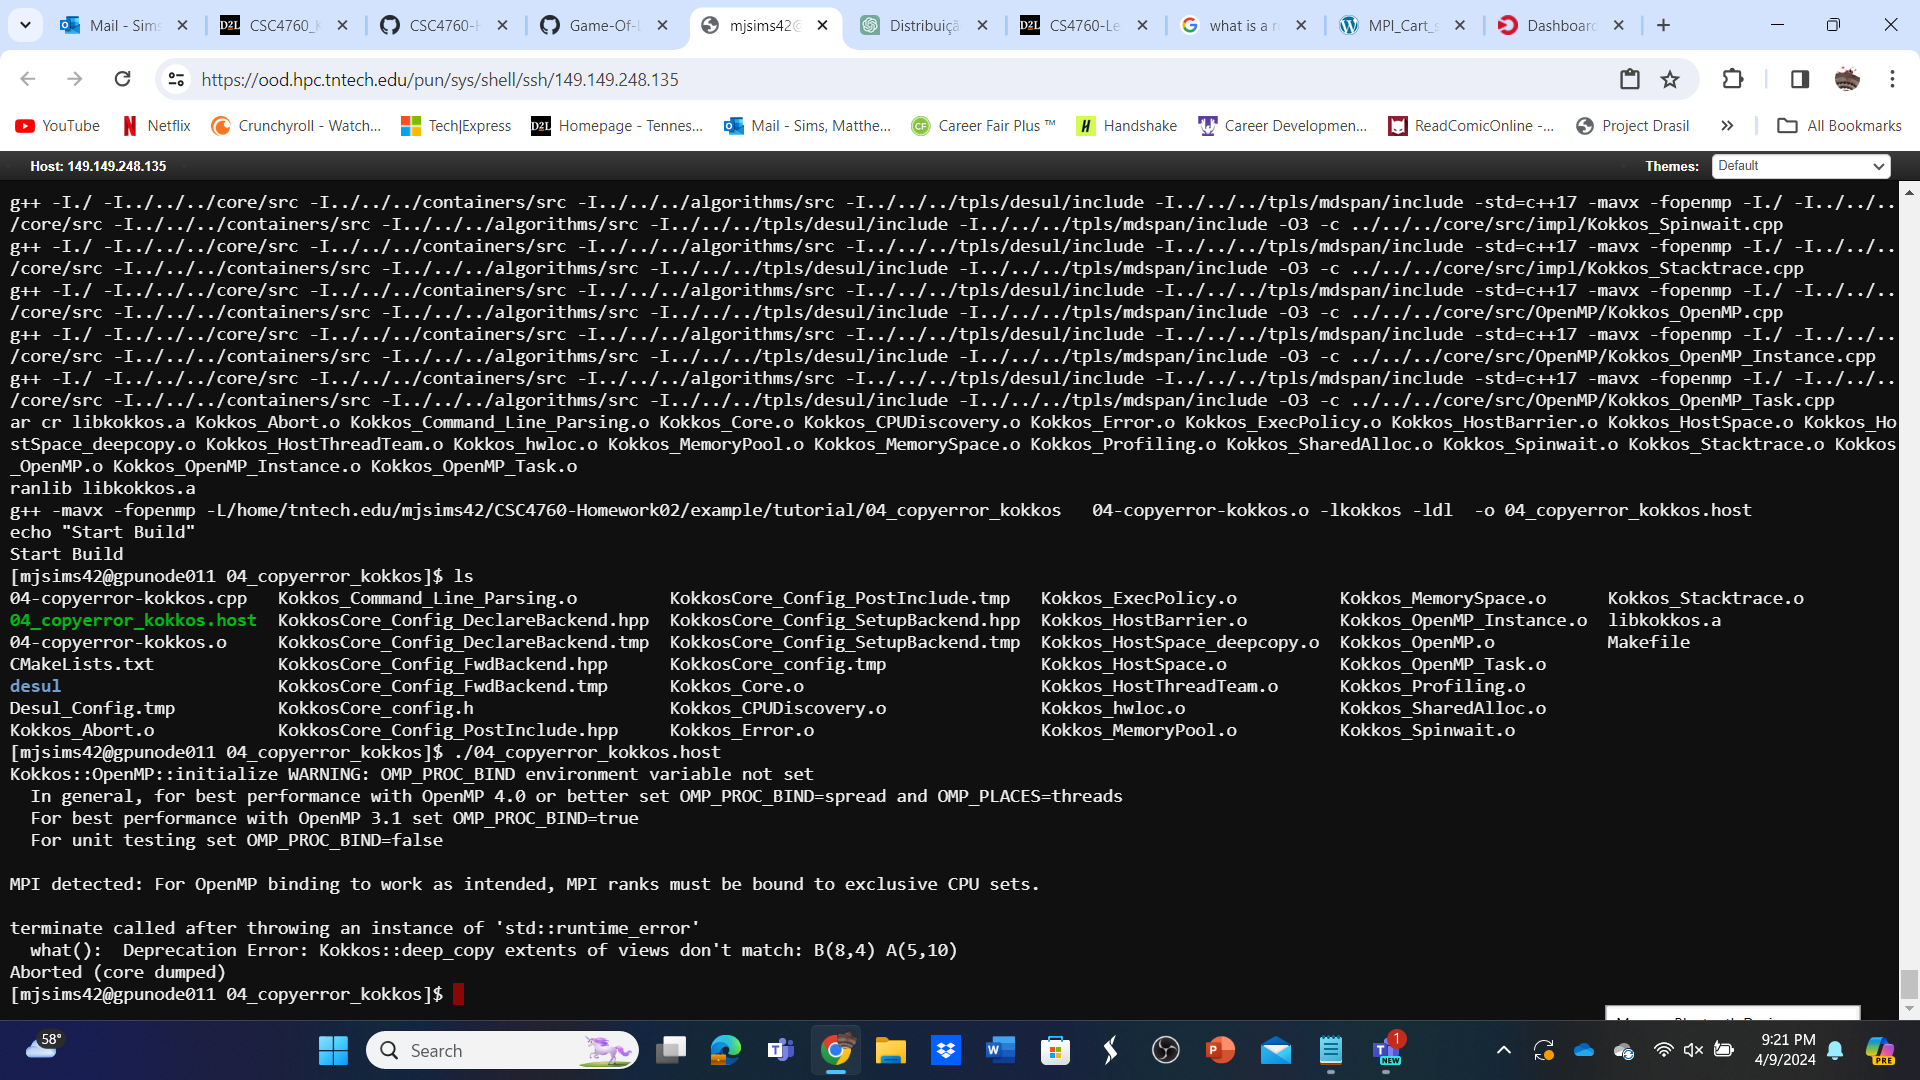 Mail - Sims
CSC4760_K
CSC4760-H
Game-Of-L
mjsims42@
Distribuiçã
CS4760-Le
what is a r
MPI_Cart_s
Dashboard
https://ood.hpc.tntech.edu/pun/sys/shell/ssh/149.149.248.135
YouTube Netflix Crunchyroll - Watch... Tech|Express Homepage - Tennes... Mail - Sims, Matthe... Career Fair Plus ™ Handshake Career Developmen... ReadComicOnline -... Project Drasil » All Bookmarks
Host: 149.149.248.135 Themes: Default
g++ -I./ -I../../../core/src -I../../../containers/src -I../../../algorithms/src -I../../../tpls/desul/include -I../../../tpls/mdspan/include -std=c++17 -mavx -fopenmp -I./ -I../../..
/core/src -I../../../containers/src -I../../../algorithms/src -I../../../tpls/desul/include -I../../../tpls/mdspan/include -O3 -c ../../../core/src/impl/Kokkos_Spinwait.cpp
g++ -I./ -I../../../core/src -I../../../containers/src -I../../../algorithms/src -I../../../tpls/desul/include -I../../../tpls/mdspan/include -std=c++17 -mavx -fopenmp -I./ -I../../..
/core/src -I../../../containers/src -I../../../algorithms/src -I../../../tpls/desul/include -I../../../tpls/mdspan/include -O3 -c ../../../core/src/impl/Kokkos_Stacktrace.cpp
g++ -I./ -I../../../core/src -I../../../containers/src -I../../../algorithms/src -I../../../tpls/desul/include -I../../../tpls/mdspan/include -std=c++17 -mavx -fopenmp -I./ -I../../..
/core/src -I../../../containers/src -I../../../algorithms/src -I../../../tpls/desul/include -I../../../tpls/mdspan/include -O3 -c ../../../core/src/OpenMP/Kokkos_OpenMP.cpp
g++ -I./ -I../../../core/src -I../../../containers/src -I../../../algorithms/src -I../../../tpls/desul/include -I../../../tpls/mdspan/include -std=c++17 -mavx -fopenmp -I./ -I../../..
/core/src -I../../../containers/src -I../../../algorithms/src -I../../../tpls/desul/include -I../../../tpls/mdspan/include -O3 -c ../../../core/src/OpenMP/Kokkos_OpenMP_Instance.cpp
g++ -I./ -I../../../core/src -I../../../containers/src -I../../../algorithms/src -I../../../tpls/desul/include -I../../../tpls/mdspan/include -std=c++17 -mavx -fopenmp -I./ -I../../..
/core/src -I../../../containers/src -I../../../algorithms/src -I../../../tpls/desul/include -I../../../tpls/mdspan/include -O3 -c ../../../core/src/OpenMP/Kokkos_OpenMP_Task.cpp
ar cr libkokkos.a Kokkos_Abort.o Kokkos_Command_Line_Parsing.o Kokkos_Core.o Kokkos_CPUDiscovery.o Kokkos_Error.o Kokkos_ExecPolicy.o Kokkos_HostBarrier.o Kokkos_HostSpace.o Kokkos_Ho
stSpace_deepcopy.o Kokkos_HostThreadTeam.o Kokkos_hwloc.o Kokkos_MemoryPool.o Kokkos_MemorySpace.o Kokkos_Profiling.o Kokkos_SharedAlloc.o Kokkos_Spinwait.o Kokkos_Stacktrace.o Kokkos
_OpenMP.o Kokkos_OpenMP_Instance.o Kokkos_OpenMP_Task.o
ranlib libkokkos.a
g++ -mavx -fopenmp -L/home/tntech.edu/mjsims42/CSC4760-Homework02/example/tutorial/04_copyerror_kokkos 04-copyerror-kokkos.o -lkokkos -ldl -o 04_copyerror_kokkos.host
echo "Start Build"
Start Build
[mjsims42@gpunode011 04_copyerror_kokkos]$ ls
04-copyerror-kokkos.cpp Kokkos_Command_Line_Parsing.o KokkosCore_Config_PostInclude.tmp Kokkos_ExecPolicy.o Kokkos_MemorySpace.o Kokkos_Stacktrace.o
04_copyerror_kokkos.host KokkosCore_Config_DeclareBackend.hpp KokkosCore_Config_SetupBackend.hpp Kokkos_HostBarrier.o Kokkos_OpenMP_Instance.o libkokkos.a
04-copyerror-kokkos.o KokkosCore_Config_DeclareBackend.tmp KokkosCore_Config_SetupBackend.tmp Kokkos_HostSpace_deepcopy.o Kokkos_OpenMP.o Makefile
CMakeLists.txt KokkosCore_Config_FwdBackend.hpp KokkosCore_config.tmp Kokkos_HostSpace.o Kokkos_OpenMP_Task.o
desul KokkosCore_Config_FwdBackend.tmp Kokkos_Core.o Kokkos_HostThreadTeam.o Kokkos_Profiling.o
Desul_Config.tmp KokkosCore_config.h Kokkos_CPUDiscovery.o Kokkos_hwloc.o Kokkos_SharedAlloc.o
Kokkos_Abort.o KokkosCore_Config_PostInclude.hpp Kokkos_Error.o Kokkos_MemoryPool.o Kokkos_Spinwait.o
[mjsims42@gpunode011 04_copyerror_kokkos]$ ./04_copyerror_kokkos.host
Kokkos::OpenMP::initialize WARNING: OMP_PROC_BIND environment variable not set
In general, for best performance with OpenMP 4.0 or better set OMP_PROC_BIND=spread and OMP_PLACES=threads
For best performance with OpenMP 3.1 set OMP_PROC_BIND=true
For unit testing set OMP_PROC_BIND=false
MPI detected: For OpenMP binding to work as intended, MPI ranks must be bound to exclusive CPU sets.
terminate called after throwing an instance of 'std::runtime_error'
what(): Deprecation Error: Kokkos::deep_copy extents of views don't match: B(8,4) A(5,10)
Aborted (core dumped)
[mjsims42@gpunode011 04_copyerror_kokkos]$
58°
Search
1
NEW
9:21 PM
4/9/2024
PRE